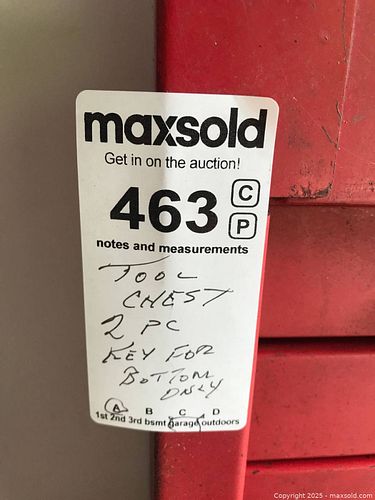 maxsold
Get in on the auction!
463 C
P
notes and measurements
TOOL
CHEST
2 PC
KEY FOR
BOTTOM
ONLY
A B C D
1st 2nd 3rd bsmt garage outdoors
Copyright 2025 - maxsold.com